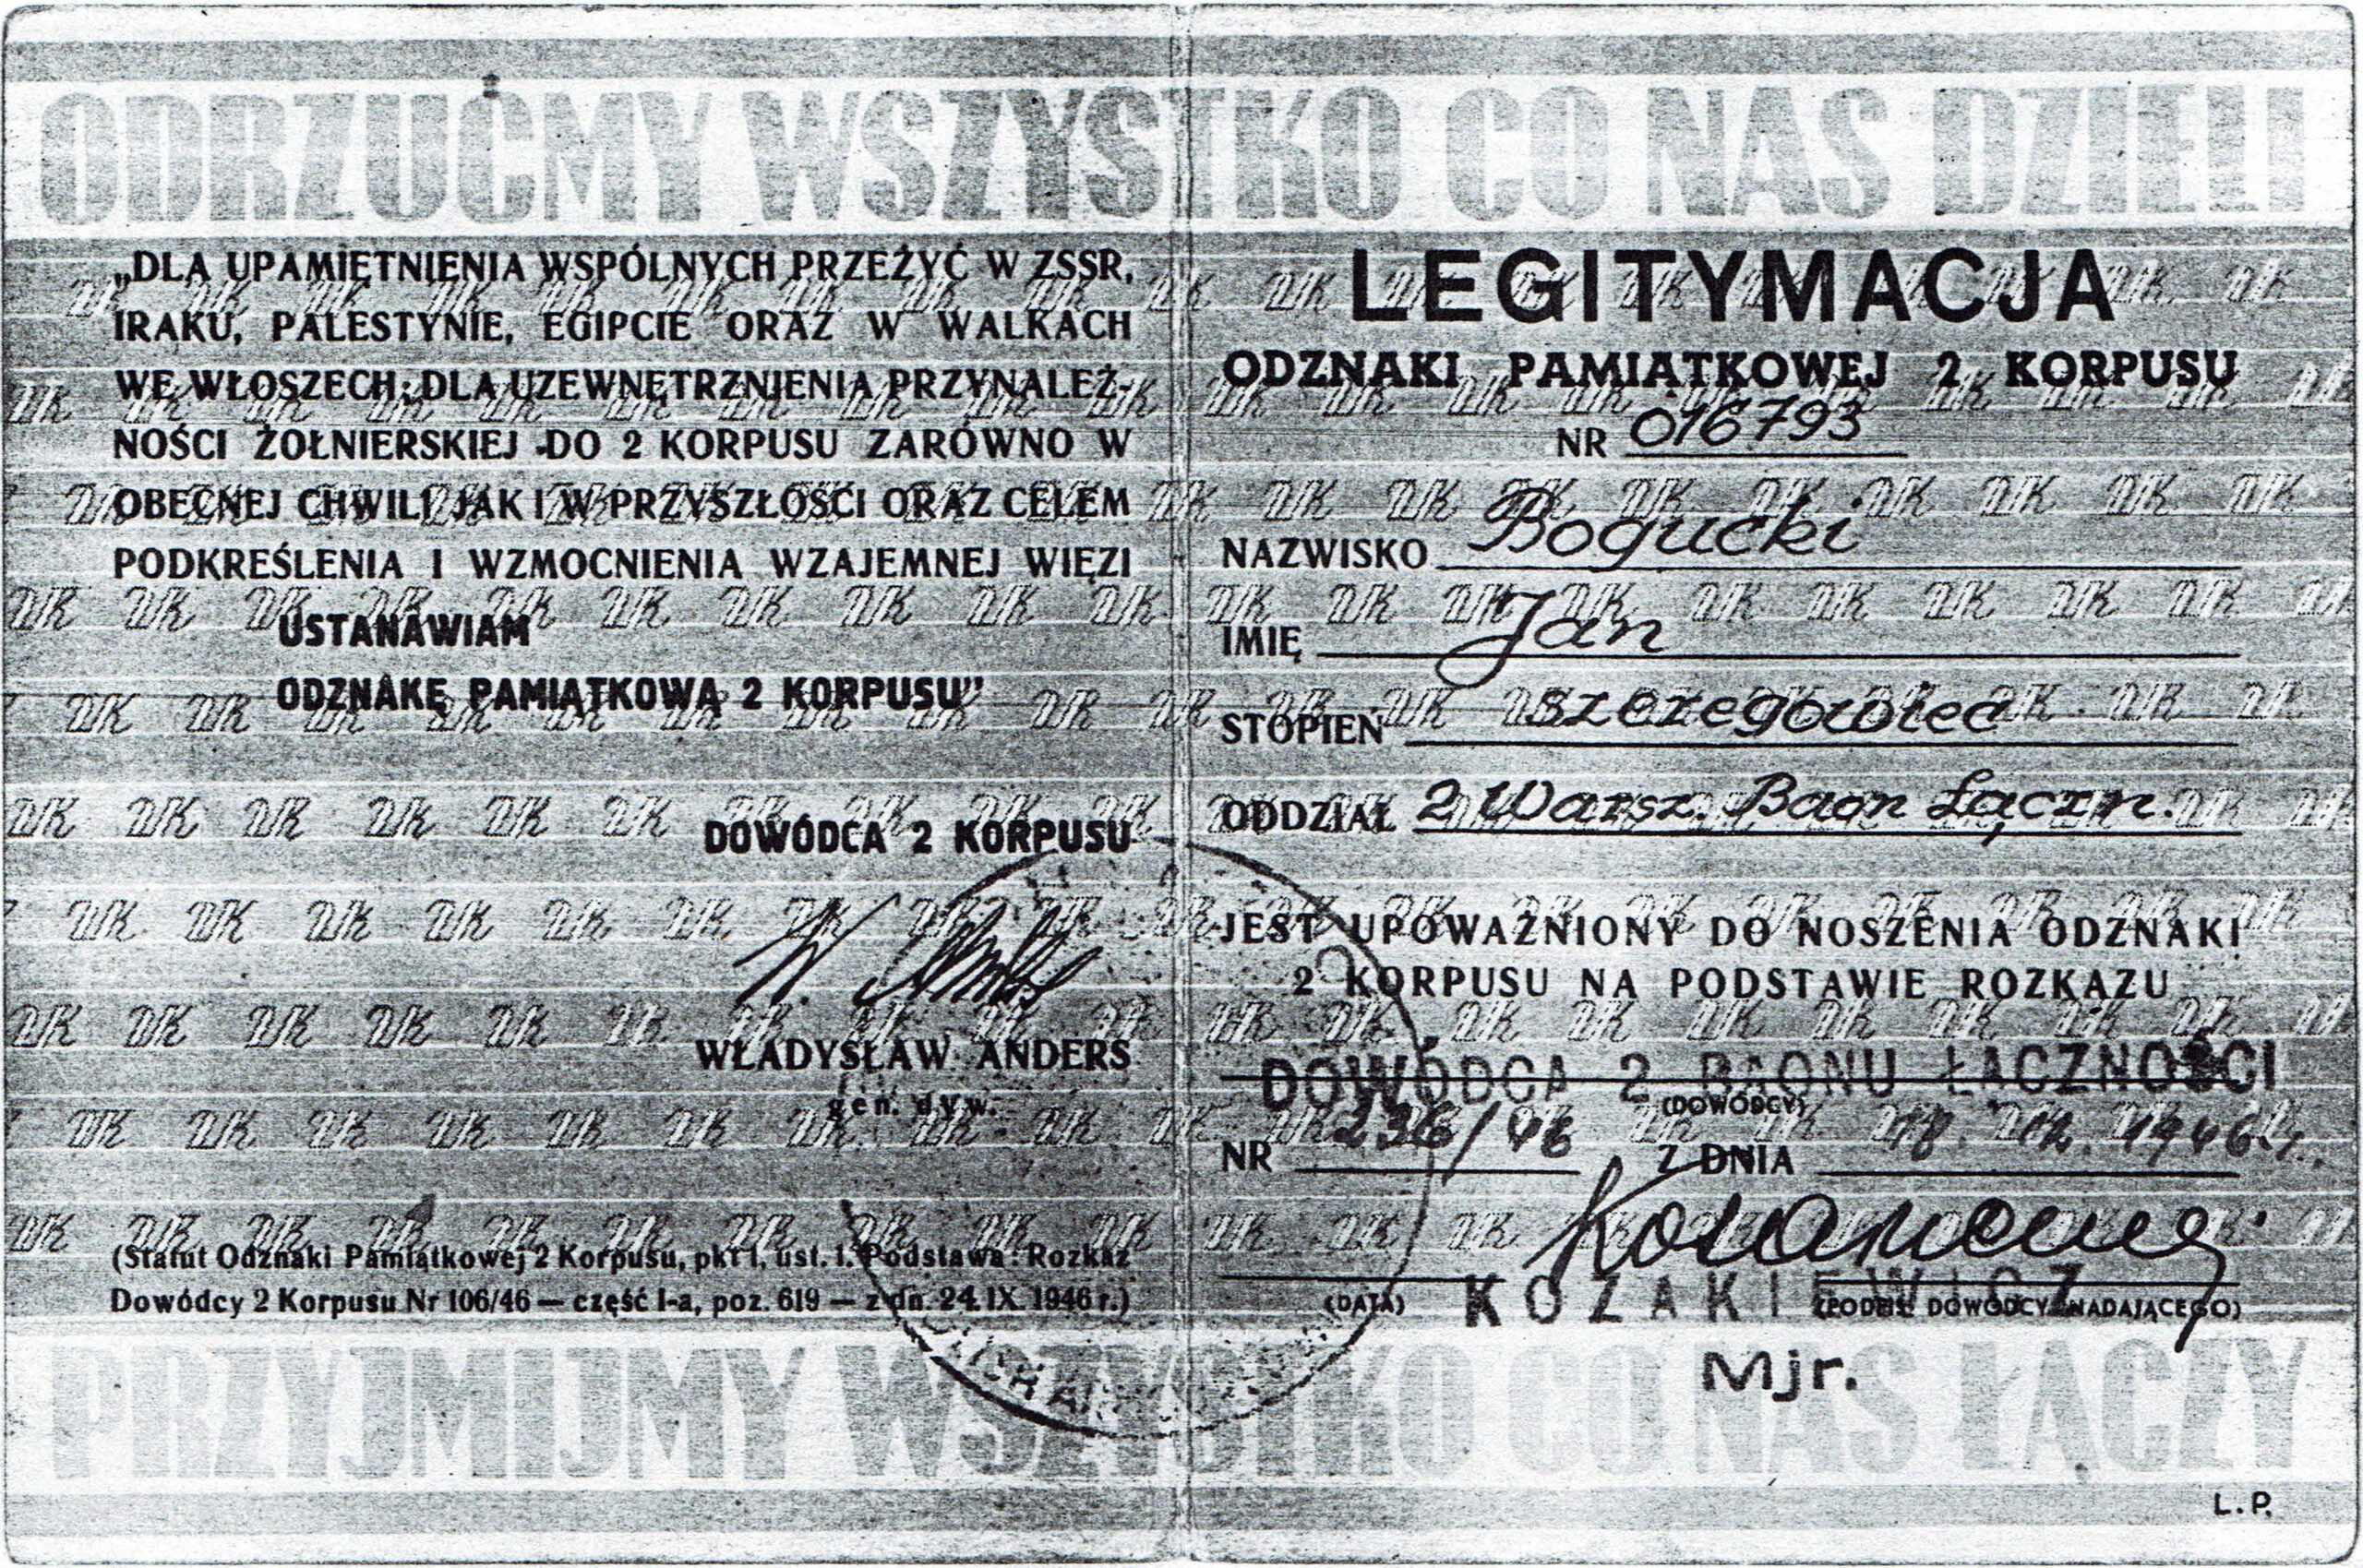 ODRZUĆMY WSZYSTKO CO NAS DZIELI
„DLA UPAMIĘTNIENIA WSPÓLNYCH PRZEŻYĆ W ZSSR,
IRAKU, PALESTYNIE, EGIPCIE ORAZ W WALKACH
WE WŁOSZECH; DLA UZEWNĘTRZNIENIA PRZYNALEŻ-
NOŚCI ŻOŁNIERSKIEJ DO 2 KORPUSU ZARÓWNO W
OBECNEJ CHWILI JAK I W PRZYSZŁOŚCI ORAZ CELEM
PODKREŚLENIA I WZMOCNIENIA WZAJEMNEJ WIĘZI
USTANAWIAM
ODZNAKĘ PAMIĄTKOWĄ 2 KORPUSU”
DOWÓDCA 2 KORPUSU
W. Anders
WŁADYSŁAW ANDERS
gen. dyw.
(Statut Odznaki Pamiątkowej 2 Korpusu, pkt 1, ust. 1. Podstawa: Rozkaz
Dowódcy 2 Korpusu Nr 106/46 — część I-a, poz. 619 — z dn. 24. IX. 1946 r.)
LEGITYMACJA
ODZNAKI PAMIĄTKOWEJ 2 KORPUSU
NR 016793
NAZWISKO Bogucki
IMIĘ Jan
STOPIEŃ szeregowiec
ODDZIAŁ 2 Warsz. Baon Łączn.
JEST UPOWAŻNIONY DO NOSZENIA ODZNAKI
2 KORPUSU NA PODSTAWIE ROZKAZU
DOWÓDCA 2 BAONU ŁĄCZNOŚCI
(DOWÓDCY)
NR 236/46 Z DNIA 18. 12. 1946 r.
KOZAKIEWICZ
(DATA) (PODPIS DOWÓDCY NADAJĄCEGO)
Mjr.
PRZYJMIJMY WSZYSTKO CO NAS ŁĄCZY
L. P.